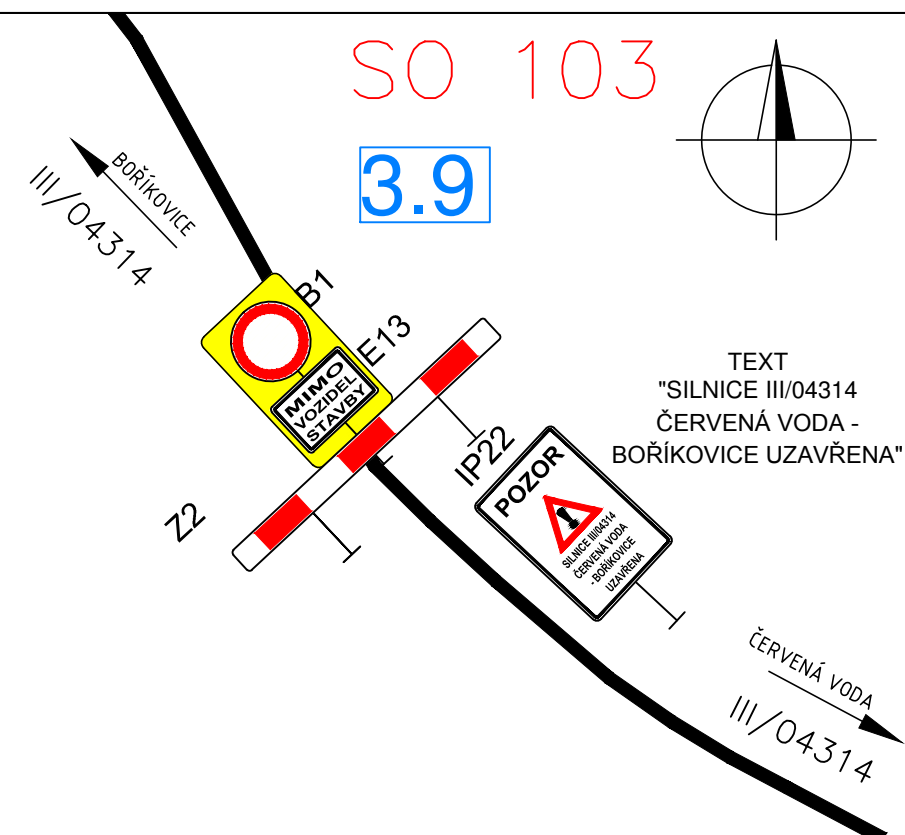 SO 103
3.9
BOŘÍKOVICE
III/04314
B1
E13
MIMO
VOZIDEL
STAVBY
Z2
IP22
POZOR
SILNICE III/04314
ČERVENÁ VODA
- BOŘÍKOVICE
UZAVŘENA
TEXT
"SILNICE III/04314
ČERVENÁ VODA -
BOŘÍKOVICE UZAVŘENA"
ČERVENÁ VODA
III/04314